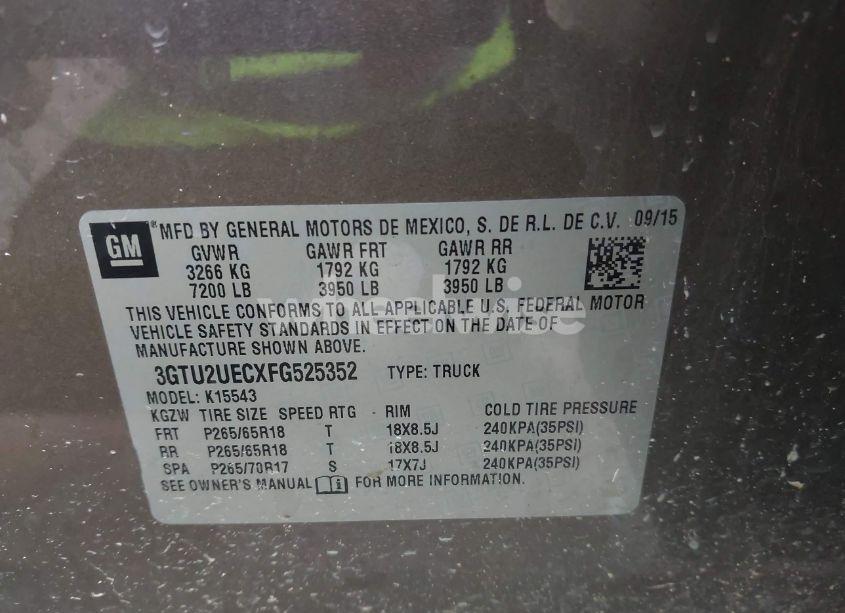 GM
MFD BY GENERAL MOTORS DE MEXICO, S. DE R.L. DE C.V. 09/15
GVWR GAWR FRT GAWR RR
3266 KG 1792 KG 1792 KG
7200 LB 3950 LB 3950 LB
THIS VEHICLE CONFORMS TO ALL APPLICABLE U.S. FEDERAL MOTOR
VEHICLE SAFETY STANDARDS IN EFFECT ON THE DATE OF
MANUFACTURE SHOWN ABOVE.
3GTU2UECXFG525352 TYPE: TRUCK
MODEL: K15543
KGZW TIRE SIZE SPEED RTG RIM COLD TIRE PRESSURE
FRT P265/65R18 T 18X8.5J 240KPA(35PSI)
RR P265/65R18 T 18X8.5J 240KPA(35PSI)
SPA P265/70R17 S 17X7J 240KPA(35PSI)
SEE OWNER'S MANUAL FOR MORE INFORMATION.